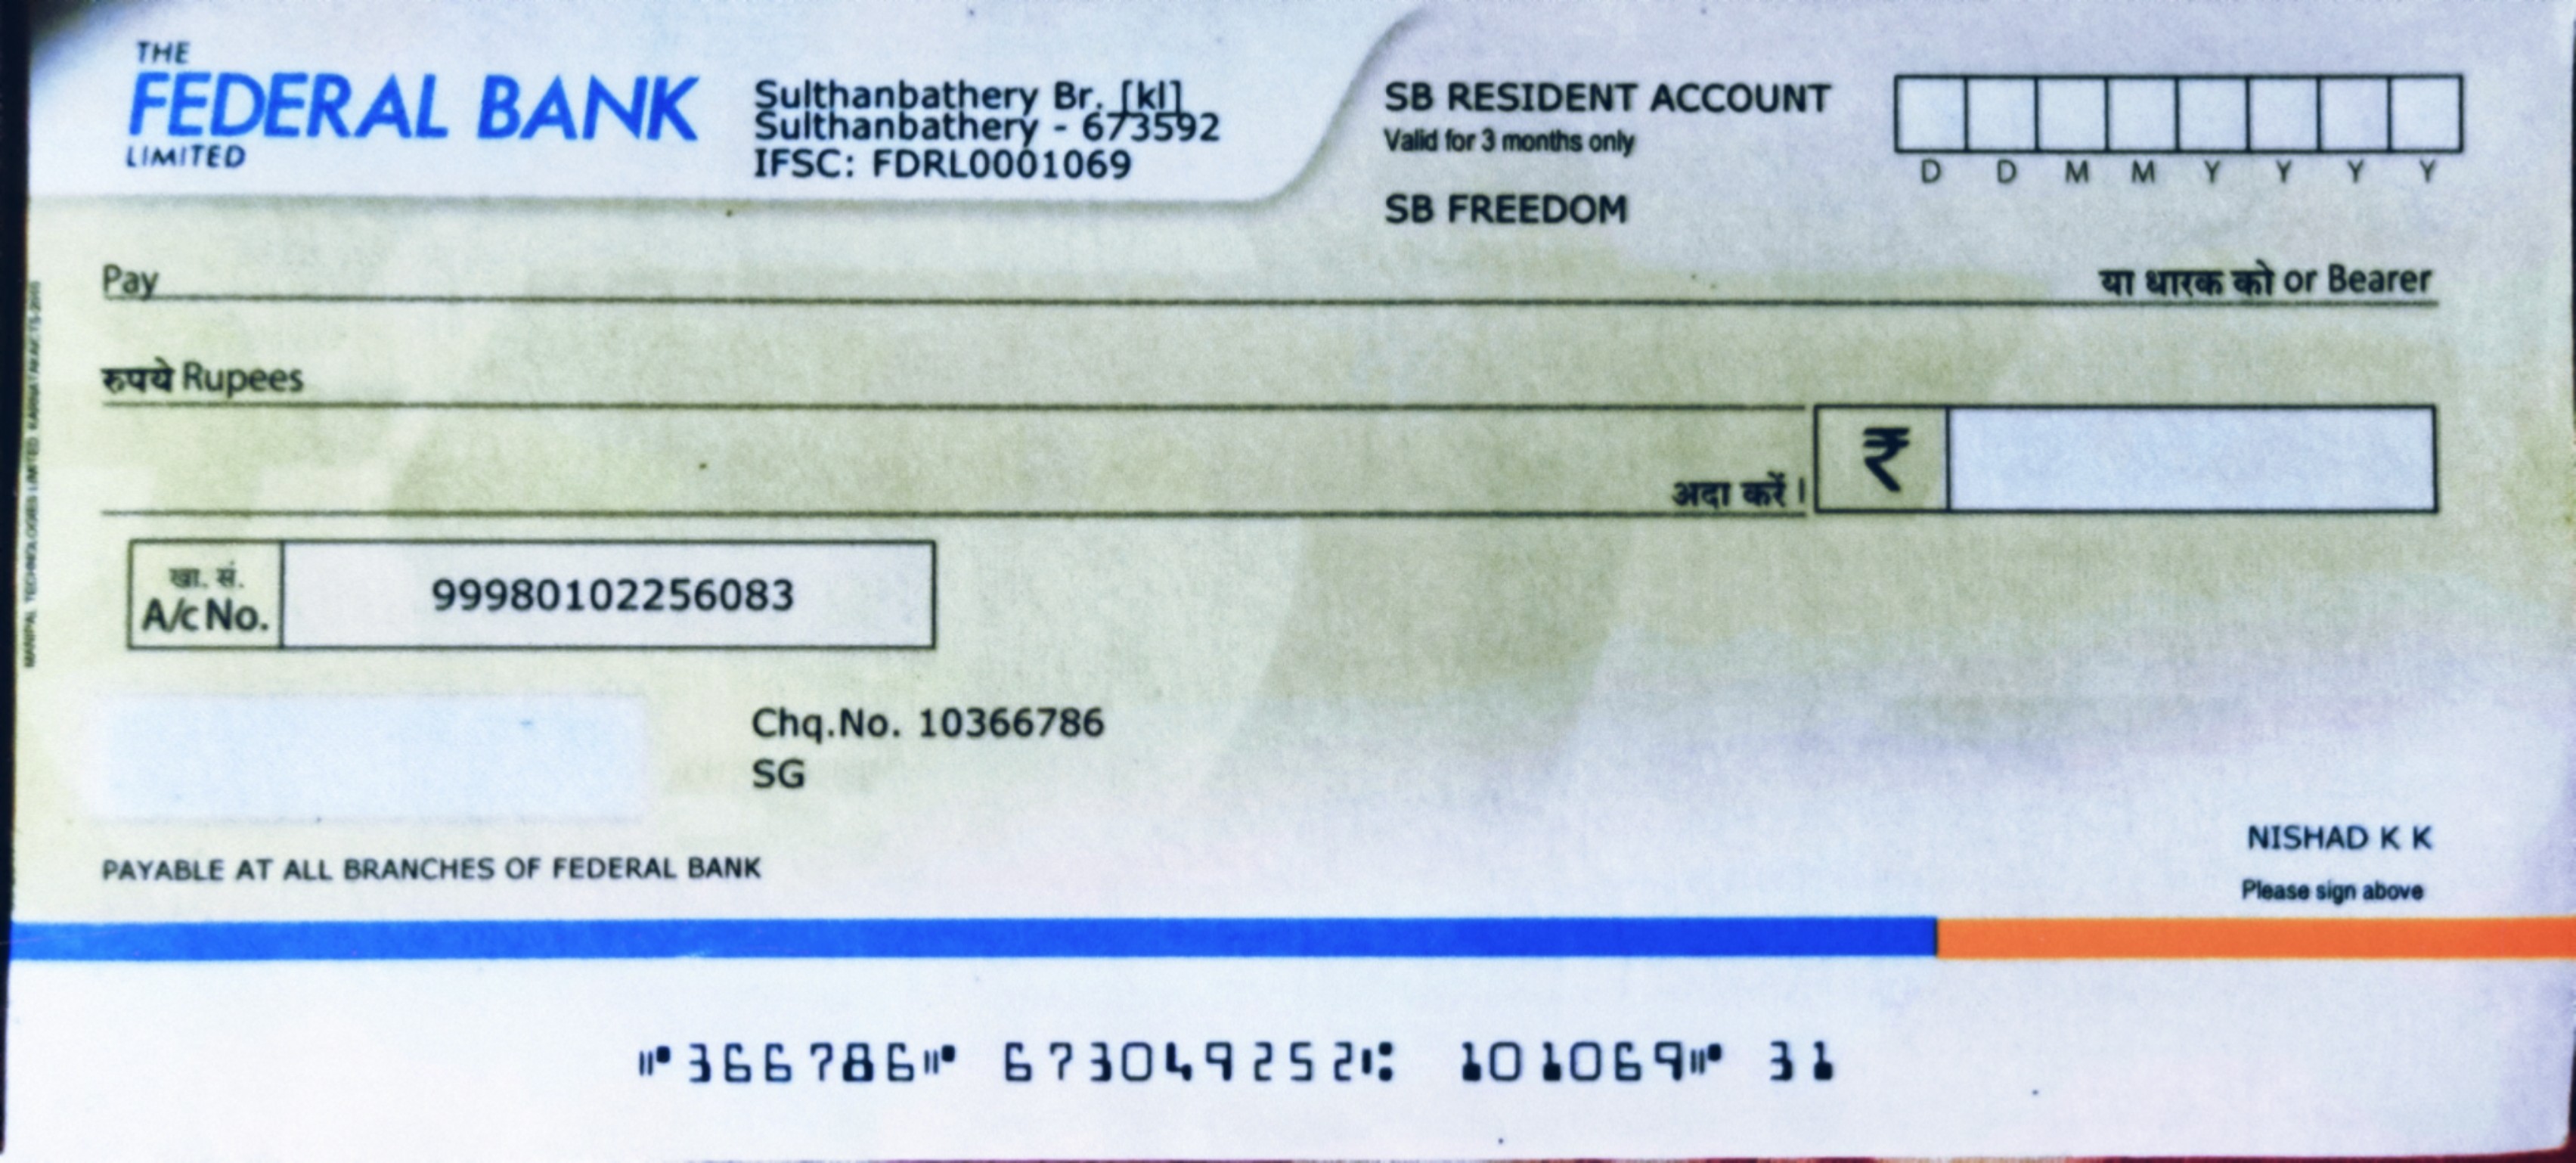 THE
FEDERAL BANK
LIMITED
Sulthanbathery Br. [kl]
Sulthanbathery - 673592
IFSC: FDRL0001069
SB RESIDENT ACCOUNT
Valid for 3 months only
SB FREEDOM
D D M M Y Y Y Y
Pay
या धारक को or Bearer
रुपये Rupees
अदा करें।
₹
खा. सं.
A/c No.
99980102256083
Chq.No. 10366786
SG
NISHAD K K
Please sign above
PAYABLE AT ALL BRANCHES OF FEDERAL BANK
⑈366786⑈ 673049252⑆ 101069⑈ 31